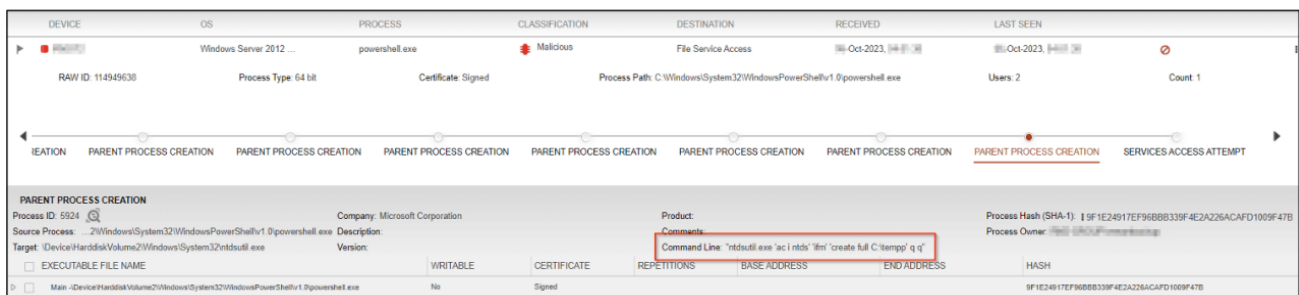 DEVICE OS PROCESS CLASSIFICATION DESTINATION RECEIVED LAST SEEN
Windows Server 2012 ... powershell.exe Malicious File Service Access -Oct-2023, -Oct-2023,
RAW ID: 114949638 Process Type: 64 bit Certificate: Signed Process Path: C:\Windows\System32\WindowsPowerShell\v1.0\powershell.exe Users: 2 Count: 1
IEATION PARENT PROCESS CREATION PARENT PROCESS CREATION PARENT PROCESS CREATION PARENT PROCESS CREATION PARENT PROCESS CREATION PARENT PROCESS CREATION PARENT PROCESS CREATION SERVICES ACCESS ATTEMPT
PARENT PROCESS CREATION
Process ID: 5924 Company: Microsoft Corporation Product: Process Hash (SHA-1): 9F1E24917EF96BBB339F4E2A226ACAFD1009F47B
Source Process: ...2\Windows\System32\WindowsPowerShell\v1.0\powershell.exe Description: Comments: Process Owner:
Target: \Device\HarddiskVolume2\Windows\System32\ntdsutil.exe Version: Command Line: "ntdsutil.exe 'ac i ntds' 'ifm' 'create full C:\tempp' q q"
EXECUTABLE FILE NAME WRITABLE CERTIFICATE REPETITIONS BASE ADDRESS END ADDRESS HASH
Main -\Device\HarddiskVolume2\Windows\System32\WindowsPowerShell\v1.0\powershell.exe No Signed 9F1E24917EF96BBB339F4E2A226ACAFD1009F47B